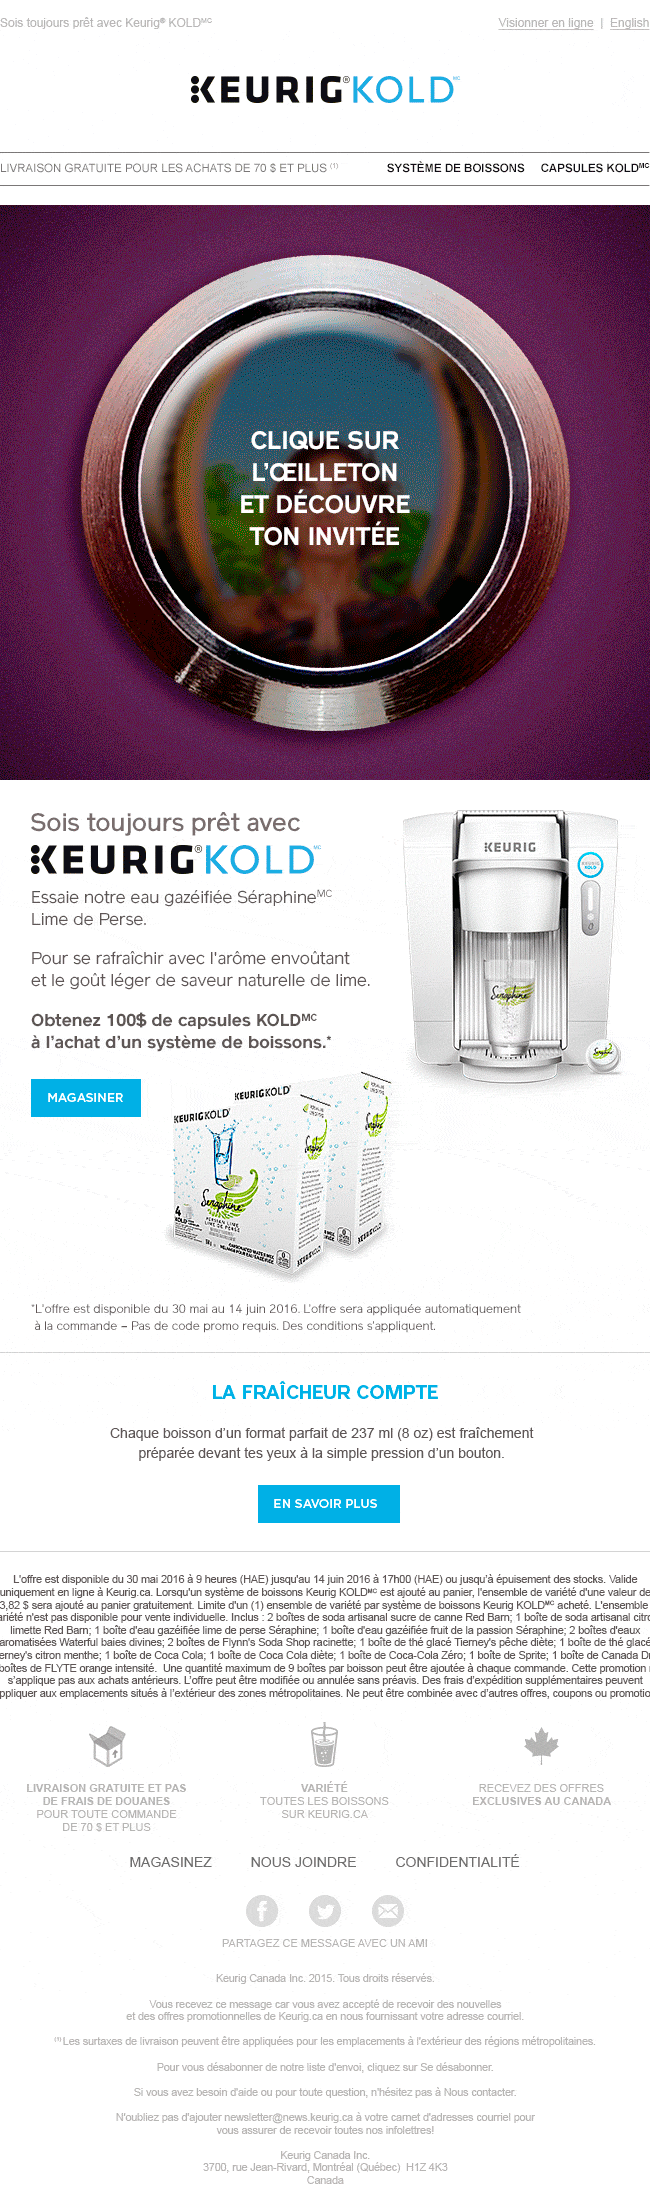 Sois toujours prêt avec Keurig® KOLDᴹᶜ
Visionner en ligne | English
KEURIG®KOLDᴹᶜ
LIVRAISON GRATUITE POUR LES ACHATS DE 70 $ ET PLUS ⁽¹⁾
SYSTÈME DE BOISSONS CAPSULES KOLDᴹᶜ
CLIQUE SUR
L'ŒILLETON
ET DÉCOUVRE
TON INVITÉE
Sois toujours prêt avec
KEURIG®KOLDᴹᶜ
Essaie notre eau gazéifiée Séraphineᴹᶜ
Lime de Perse.
Pour se rafraîchir avec l'arôme envoûtant
et le goût léger de saveur naturelle de lime.
Obtenez 100$ de capsules KOLDᴹᶜ
à l'achat d'un système de boissons.*
MAGASINER
KEURIG
KEURIG KOLD
Seraphine
KEURIG KOLD
KEURIG KOLD
Seraphine
PERSIAN LIME
LIME DE PERSE
*L'offre est disponible du 30 mai au 14 juin 2016. L'offre sera appliquée automatiquement
à la commande – Pas de code promo requis. Des conditions s'appliquent.
LA FRAÎCHEUR COMPTE
Chaque boisson d'un format parfait de 237 ml (8 oz) est fraîchement
préparée devant tes yeux à la simple pression d'un bouton.
EN SAVOIR PLUS
L'offre est disponible du 30 mai 2016 à 9 heures (HAE) jusqu'au 14 juin 2016 à 17h00 (HAE) ou jusqu'à épuisement des stocks. Valide
uniquement en ligne à Keurig.ca. Lorsqu'un système de boissons Keurig KOLDᴹᶜ est ajouté au panier, l'ensemble de variété d'une valeur de
3,82 $ sera ajouté au panier gratuitement. Limite d'un (1) ensemble de variété par système de boissons Keurig KOLDᴹᶜ acheté. L'ensemble
ariété n'est pas disponible pour vente individuelle. Inclus : 2 boîtes de soda artisanal sucre de canne Red Barn; 1 boîte de soda artisanal citro
limette Red Barn; 1 boîte d'eau gazéifiée lime de perse Séraphine; 1 boîte d'eau gazéifiée fruit de la passion Séraphine; 2 boîtes d'eaux
aromatisées Waterful baies divines; 2 boîtes de Flynn's Soda Shop racinette; 1 boîte de thé glacé Tierney's pêche diète; 1 boîte de thé glacé
erney's citron menthe; 1 boîte de Coca Cola; 1 boîte de Coca Cola diète; 1 boîte de Coca-Cola Zéro; 1 boîte de Sprite; 1 boîte de Canada Dr
boîtes de FLYTE orange intensité. Une quantité maximum de 9 boîtes par boisson peut être ajoutée à chaque commande. Cette promotion
s'applique pas aux achats antérieurs. L'offre peut être modifiée ou annulée sans préavis. Des frais d'expédition supplémentaires peuvent
ppliquer aux emplacements situés à l'extérieur des zones métropolitaines. Ne peut être combinée avec d'autres offres, coupons ou promotio
LIVRAISON GRATUITE ET PAS
DE FRAIS DE DOUANES
POUR TOUTE COMMANDE
DE 70 $ ET PLUS
VARIÉTÉ
TOUTES LES BOISSONS
SUR KEURIG.CA
RECEVEZ DES OFFRES
EXCLUSIVES AU CANADA
MAGASINEZ NOUS JOINDRE CONFIDENTIALITÉ
PARTAGEZ CE MESSAGE AVEC UN AMI
Keurig Canada Inc. 2015. Tous droits réservés.
Vous recevez ce message car vous avez accepté de recevoir des nouvelles
et des offres promotionnelles de Keurig.ca en nous fournissant votre adresse courriel.
⁽¹⁾Les surtaxes de livraison peuvent être appliquées pour les emplacements à l'extérieur des régions métropolitaines.
Pour vous désabonner de notre liste d'envoi, cliquez sur Se désabonner.
Si vous avez besoin d'aide ou pour toute question, n'hésitez pas à Nous contacter.
N'oubliez pas d'ajouter newsletter@news.keurig.ca à votre carnet d'adresses courriel pour
vous assurer de recevoir toutes nos infolettres!
Keurig Canada Inc.
3700, rue Jean-Rivard, Montréal (Québec) H1Z 4K3
Canada